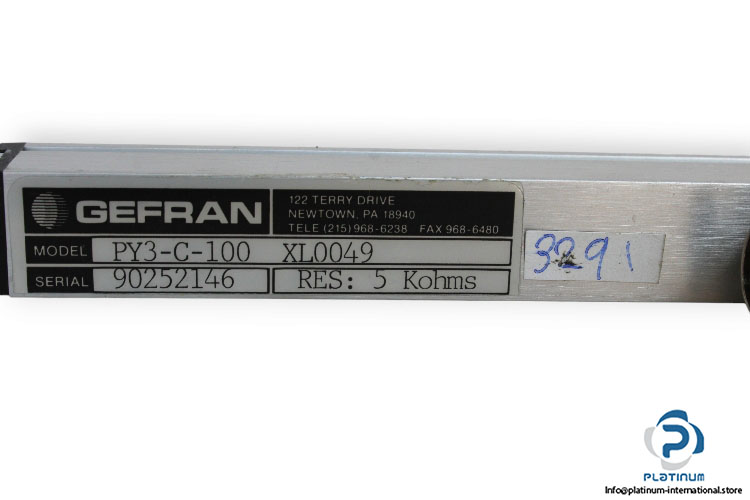 GEFRAN
122 TERRY DRIVE
NEWTOWN, PA 18940
TELE (215) 968-6238 FAX 968-6480
MODEL PY3-C-100 XL0049
SERIAL 90252146 RES: 5 Kohms
3291
PLATINUM
Info@platinum-international.store